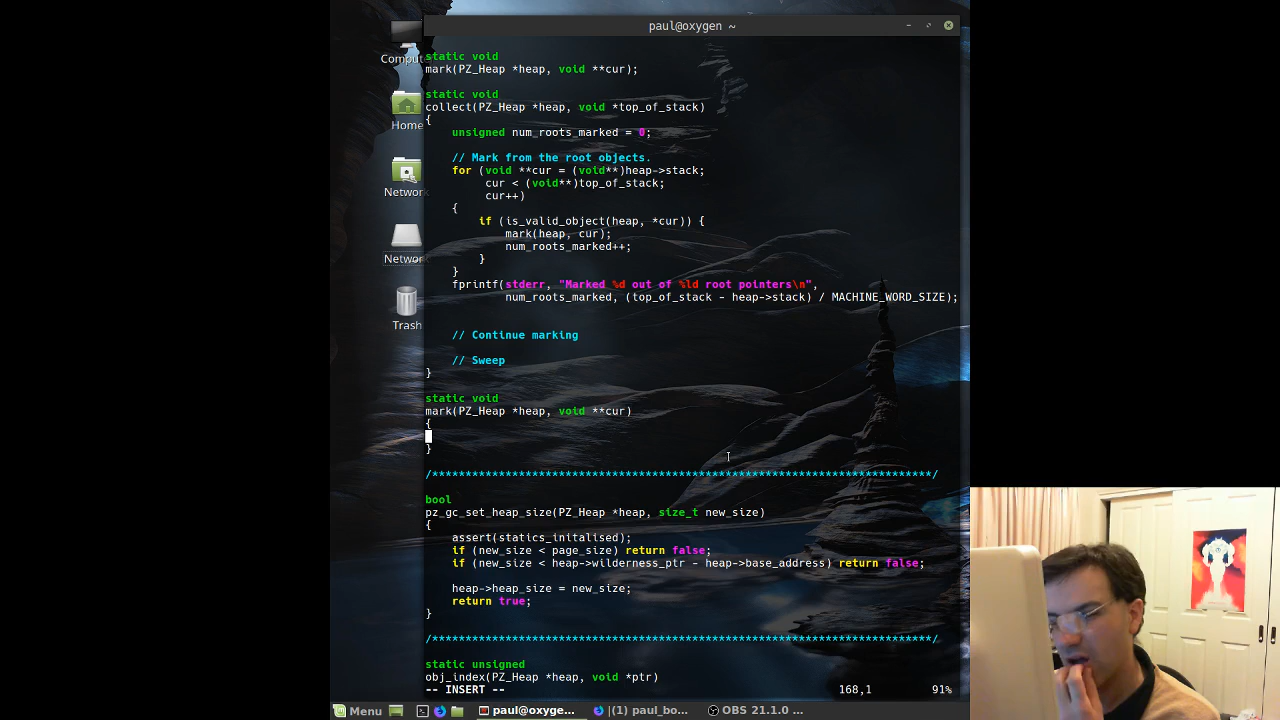 paul@oxygen ~
Comput
Home
Network
Network
Trash
static void
mark(PZ_Heap *heap, void **cur);
static void
collect(PZ_Heap *heap, void *top_of_stack)
{
unsigned num_roots_marked = 0;
// Mark from the root objects.
for (void **cur = (void**)heap->stack;
cur < (void**)top_of_stack;
cur++)
{
if (is_valid_object(heap, *cur)) {
mark(heap, cur);
num_roots_marked++;
}
}
fprintf(stderr, "Marked %d out of %ld root pointers\n",
num_roots_marked, (top_of_stack - heap->stack) / MACHINE_WORD_SIZE);
// Continue marking
// Sweep
}
static void
mark(PZ_Heap *heap, void **cur)
{
}
/****************************************************************************/
bool
pz_gc_set_heap_size(PZ_Heap *heap, size_t new_size)
{
assert(statics_initalised);
if (new_size < page_size) return false;
if (new_size < heap->wilderness_ptr - heap->base_address) return false;
heap->heap_size = new_size;
return true;
}
/****************************************************************************/
static unsigned
obj_index(PZ_Heap *heap, void *ptr)
-- INSERT -- 168,1 91%
Menu paul@oxyge... |(1) paul_bo... OBS 21.1.0 ...